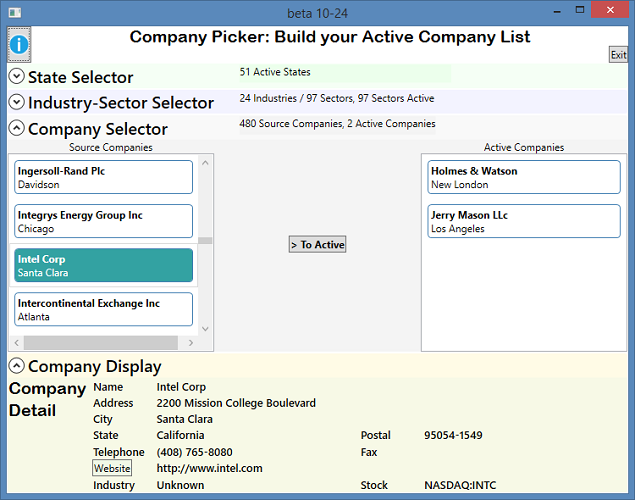 beta 10-24
Company Picker: Build your Active Company List
Exit
State Selector
51 Active States
Industry-Sector Selector
24 Industries / 97 Sectors, 97 Sectors Active
Company Selector
480 Source Companies, 2 Active Companies
Source Companies
Active Companies
Ingersoll-Rand Plc
Davidson
Integrys Energy Group Inc
Chicago
Intel Corp
Santa Clara
Intercontinental Exchange Inc
Atlanta
> To Active
Holmes & Watson
New London
Jerry Mason LLc
Los Angeles
Company Display
Company Detail
Name Intel Corp
Address 2200 Mission College Boulevard
City Santa Clara
State California Postal 95054-1549
Telephone (408) 765-8080 Fax
Website http://www.intel.com
Industry Unknown Stock NASDAQ:INTC